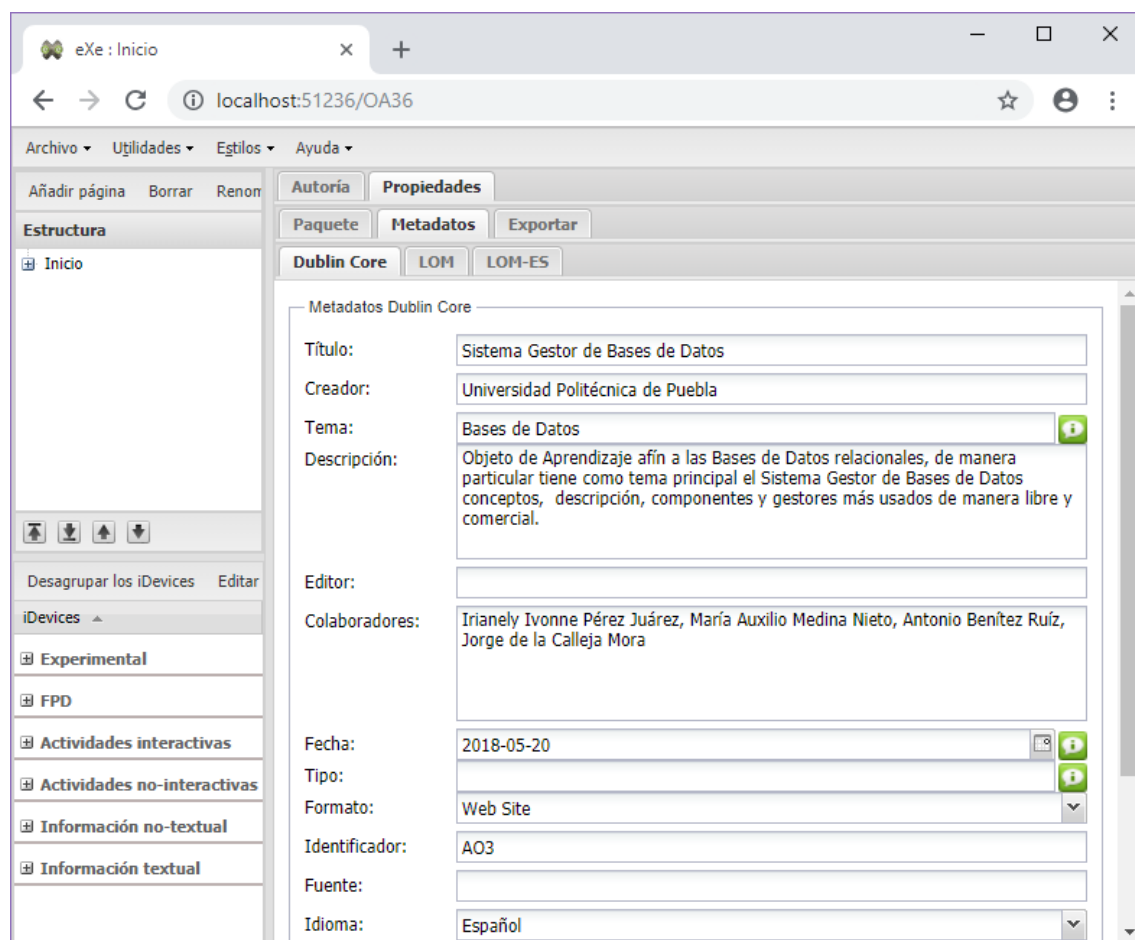 eXe : Inicio
localhost:51236/OA36
Archivo Utilidades Estilos Ayuda
Añadir página Borrar Renom
Autoría Propiedades
Estructura
Paquete Metadatos Exportar
Inicio
Dublin Core LOM LOM-ES
Metadatos Dublin Core
Título: Sistema Gestor de Bases de Datos
Creador: Universidad Politécnica de Puebla
Tema: Bases de Datos
Descripción: Objeto de Aprendizaje afín a las Bases de Datos relacionales, de manera
particular tiene como tema principal el Sistema Gestor de Bases de Datos
conceptos, descripción, componentes y gestores más usados de manera libre y
comercial.
Desagrupar los iDevices Editar
Editor:
iDevices
Colaboradores: Irianely Ivonne Pérez Juárez, María Auxilio Medina Nieto, Antonio Benítez Ruíz,
Jorge de la Calleja Mora
Experimental
FPD
Actividades interactivas
Fecha: 2018-05-20
Tipo:
Actividades no-interactivas
Formato: Web Site
Información no-textual
Identificador: AO3
Información textual
Fuente:
Idioma: Español